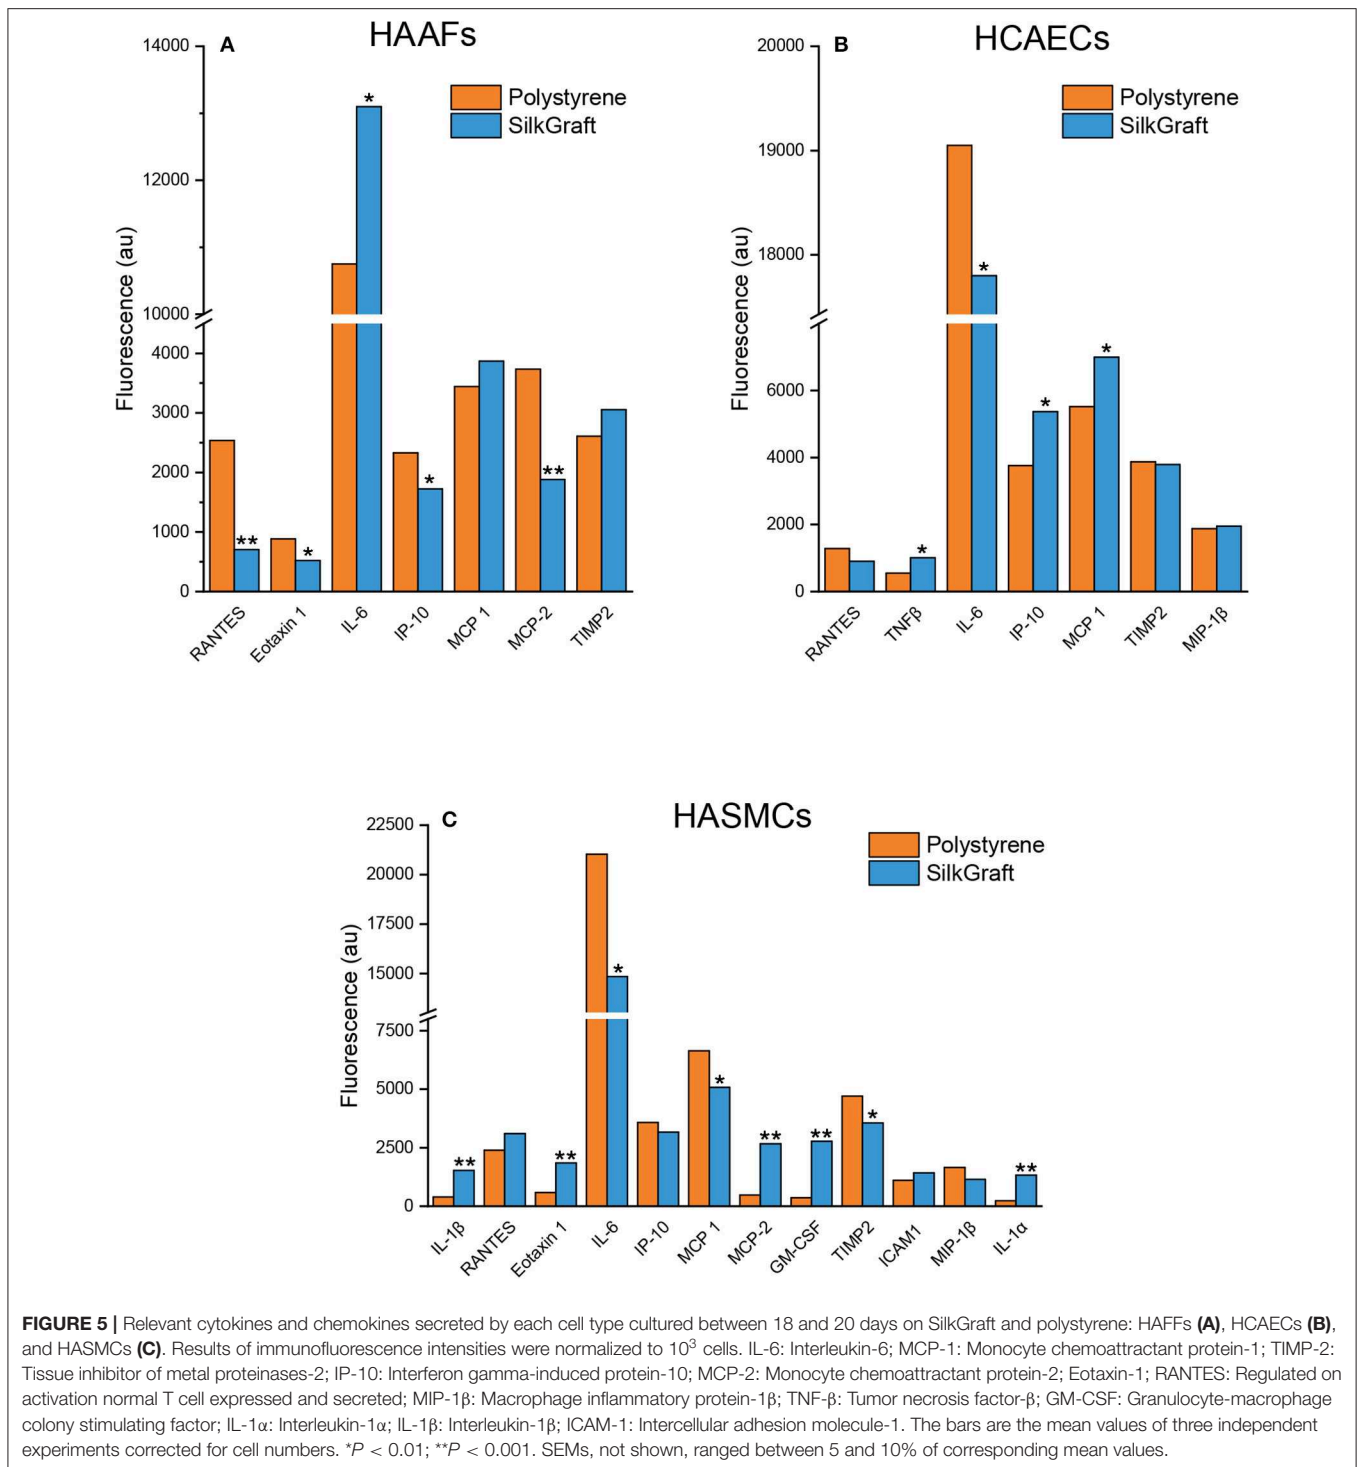 A
HAAFs
Polystyrene
SilkGraft
Fluorescence (au)
14000
12000
10000
4000
3000
2000
1000
0
*
**
*
*
**
RANTES
Eotaxin 1
IL-6
IP-10
MCP 1
MCP-2
TIMP2
B
HCAECs
Polystyrene
SilkGraft
Fluorescence (au)
20000
19000
18000
6000
4000
2000
0
*
*
*
*
RANTES
TNFβ
IL-6
IP-10
MCP 1
TIMP2
MIP-1β
C
HASMCs
Polystyrene
SilkGraft
Fluorescence (au)
22500
20000
17500
15000
7500
5000
2500
0
*
*
**
**
**
**
*
**
IL-1β
RANTES
Eotaxin 1
IL-6
IP-10
MCP 1
MCP-2
GM-CSF
TIMP2
ICAM1
MIP-1β
IL-1α
FIGURE 5 | Relevant cytokines and chemokines secreted by each cell type cultured between 18 and 20 days on SilkGraft and polystyrene: HAFFs (A), HCAECs (B),
and HASMCs (C). Results of immunofluorescence intensities were normalized to 10³ cells. IL-6: Interleukin-6; MCP-1: Monocyte chemoattractant protein-1; TIMP-2:
Tissue inhibitor of metal proteinases-2; IP-10: Interferon gamma-induced protein-10; MCP-2: Monocyte chemoattractant protein-2; Eotaxin-1; RANTES: Regulated on
activation normal T cell expressed and secreted; MIP-1β: Macrophage inflammatory protein-1β; TNF-β: Tumor necrosis factor-β; GM-CSF: Granulocyte-macrophage
colony stimulating factor; IL-1α: Interleukin-1α; IL-1β: Interleukin-1β; ICAM-1: Intercellular adhesion molecule-1. The bars are the mean values of three independent
experiments corrected for cell numbers. *P < 0.01; **P < 0.001. SEMs, not shown, ranged between 5 and 10% of corresponding mean values.